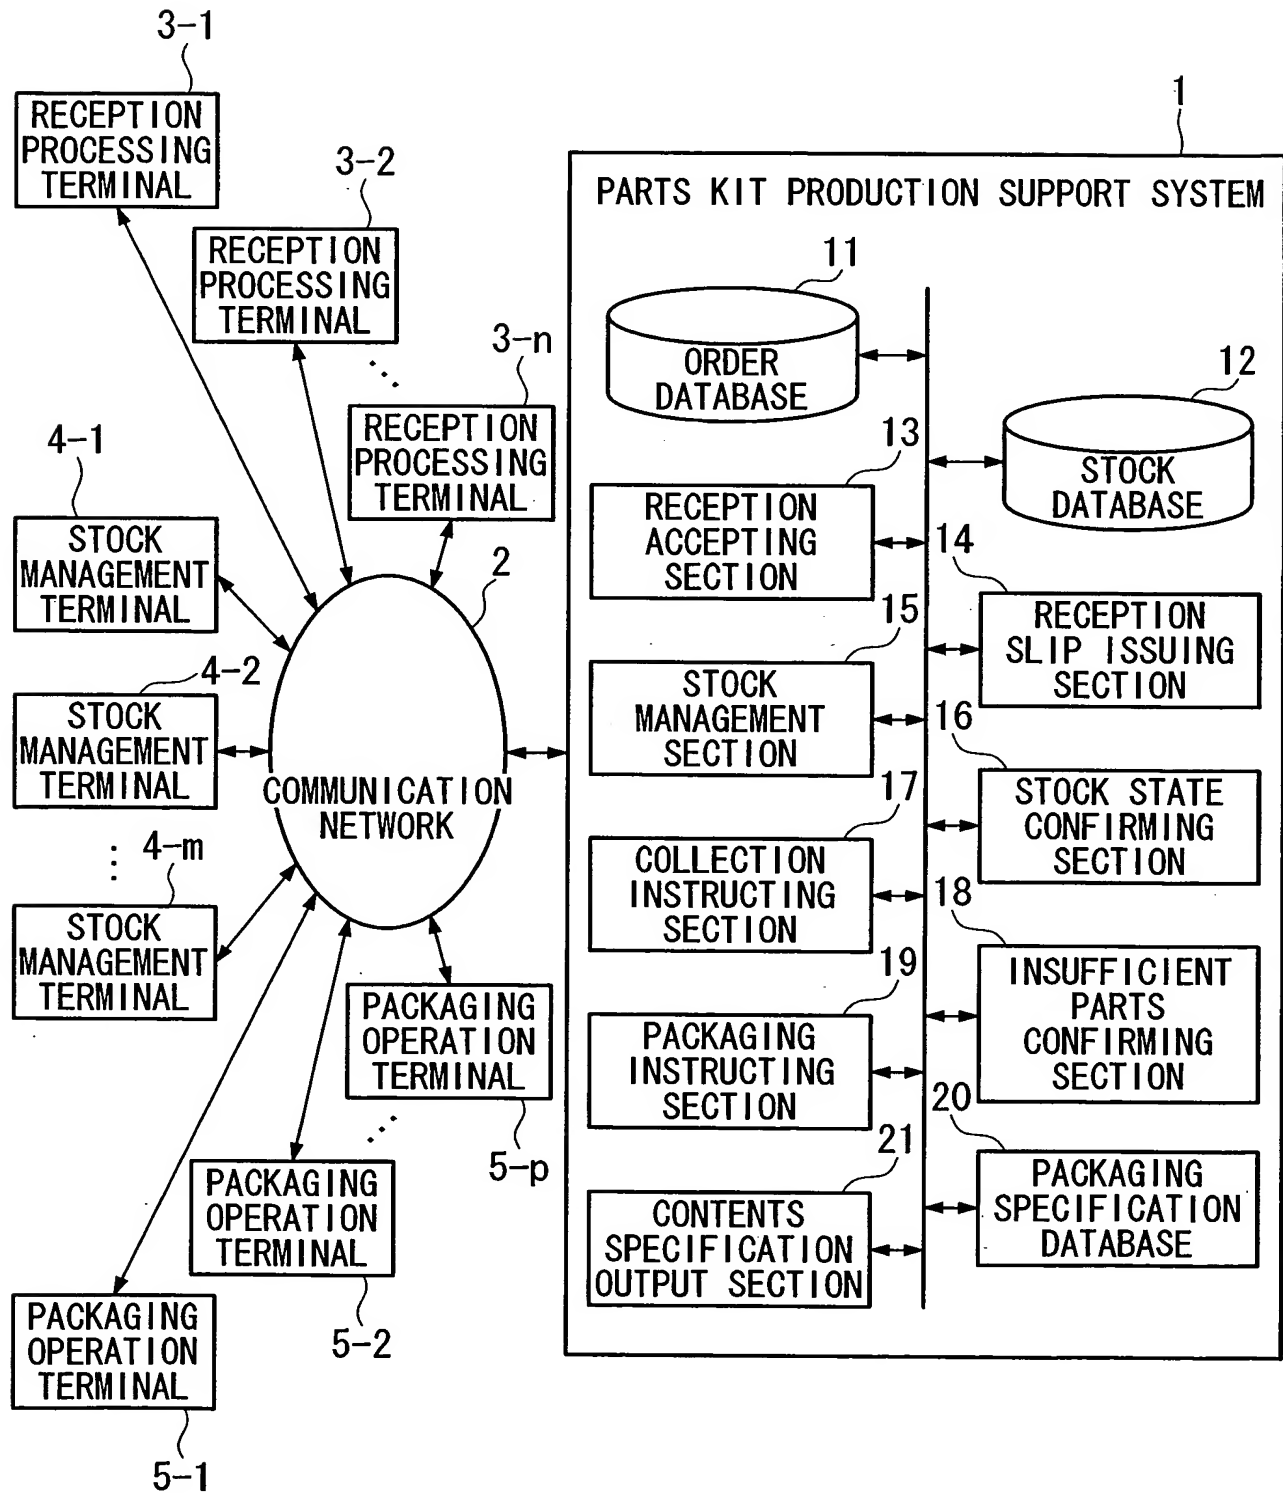 3-1
RECEPTION
PROCESSING
TERMINAL
3-2
RECEPTION
PROCESSING
TERMINAL
3-n
RECEPTION
PROCESSING
TERMINAL
4-1
STOCK
MANAGEMENT
TERMINAL
4-2
STOCK
MANAGEMENT
TERMINAL
4-m
STOCK
MANAGEMENT
TERMINAL
2
COMMUNICATION
NETWORK
PACKAGING
OPERATION
TERMINAL
5-p
PACKAGING
OPERATION
TERMINAL
5-2
PACKAGING
OPERATION
TERMINAL
5-1
1
PARTS KIT PRODUCTION SUPPORT SYSTEM
11
ORDER
DATABASE
12
STOCK
DATABASE
13
RECEPTION
ACCEPTING
SECTION
14
RECEPTION
SLIP ISSUING
SECTION
15
STOCK
MANAGEMENT
SECTION
16
STOCK STATE
CONFIRMING
SECTION
17
COLLECTION
INSTRUCTING
SECTION
18
INSUFFICIENT
PARTS
CONFIRMING
SECTION
19
PACKAGING
INSTRUCTING
SECTION
20
PACKAGING
SPECIFICATION
DATABASE
21
CONTENTS
SPECIFICATION
OUTPUT SECTION